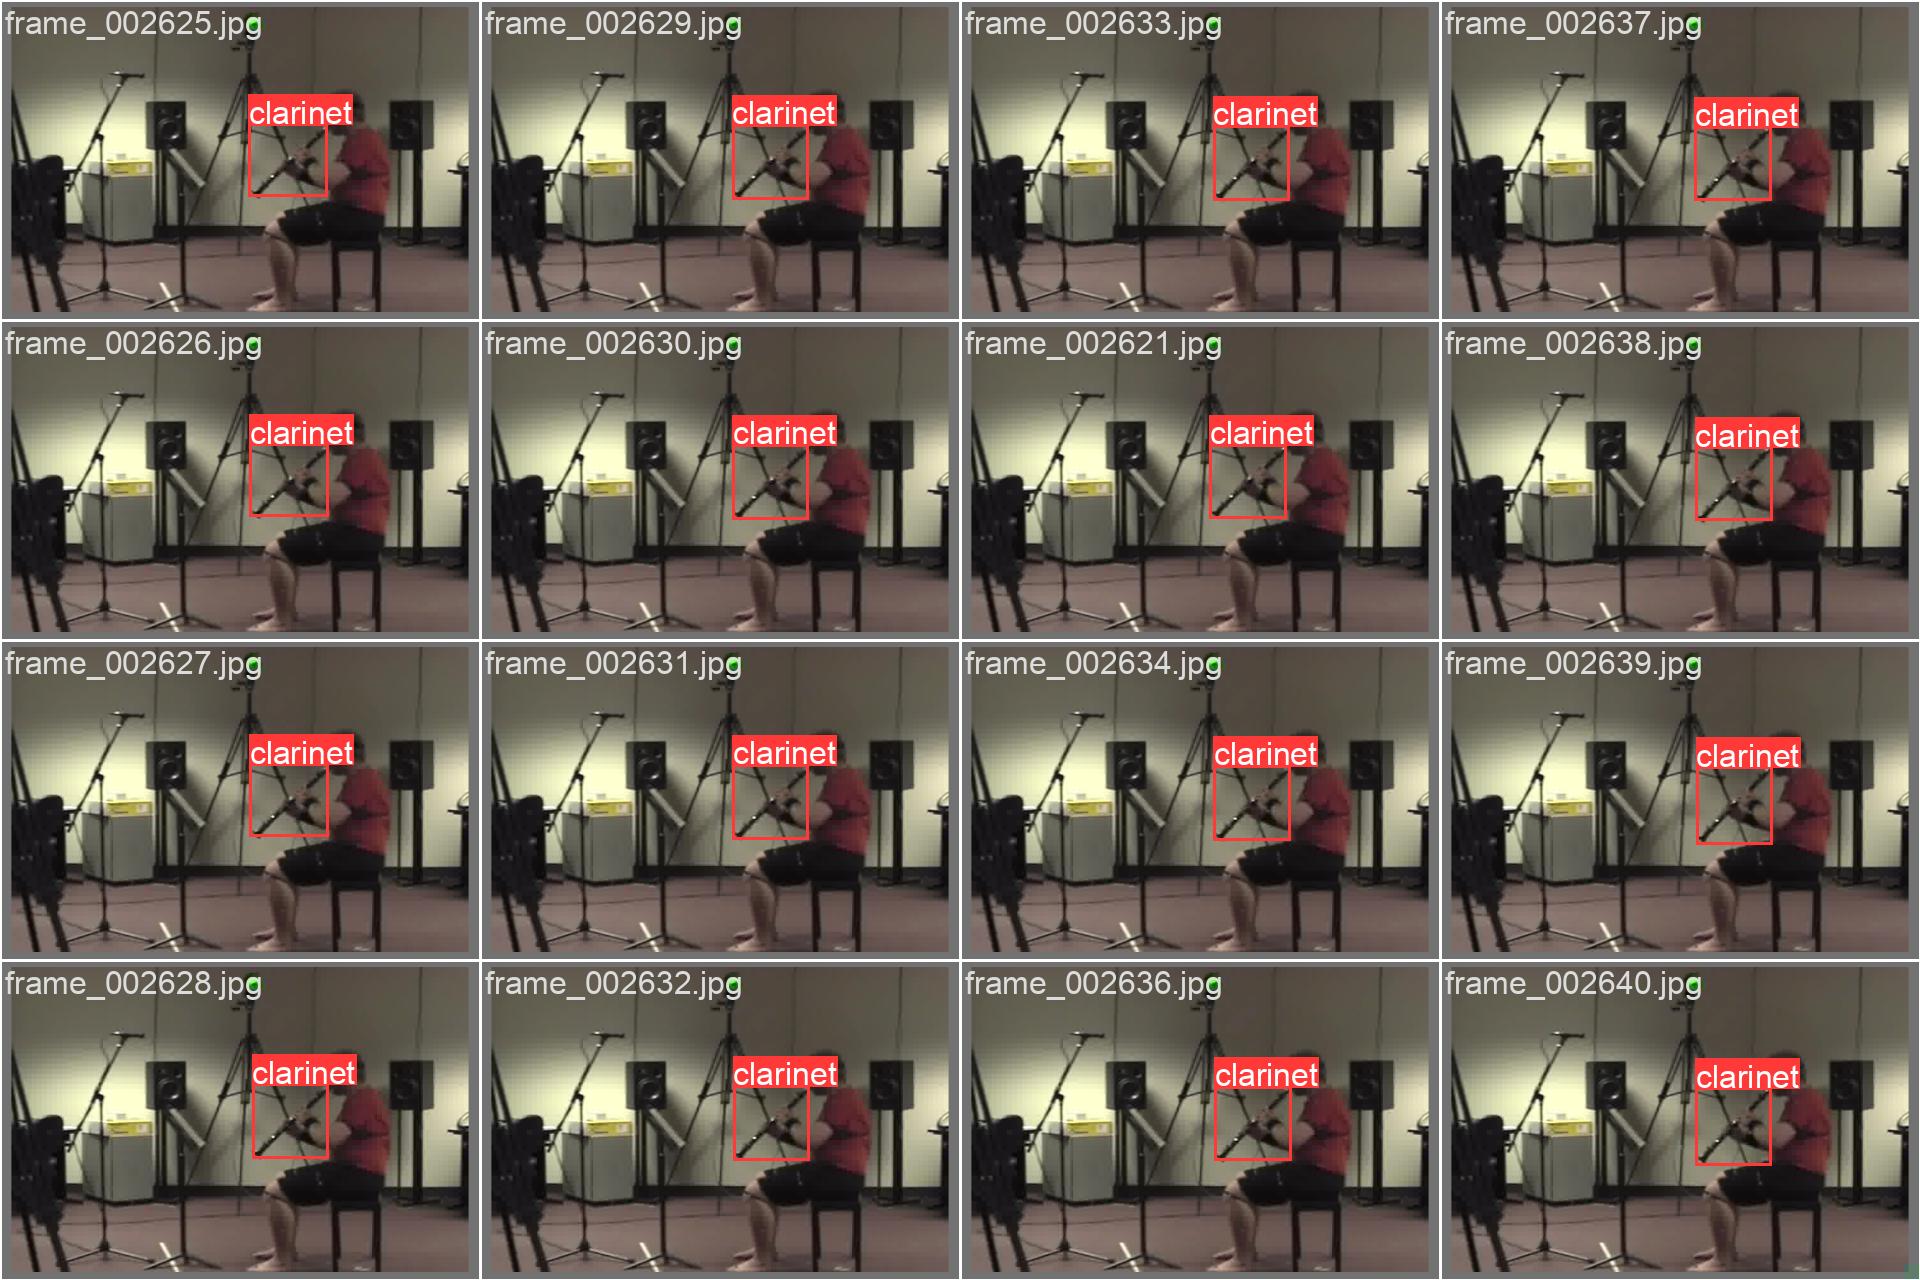 frame_002625.jpg
clarinet
frame_002629.jpg
clarinet
frame_002633.jpg
clarinet
frame_002637.jpg
clarinet
frame_002626.jpg
clarinet
frame_002630.jpg
clarinet
frame_002621.jpg
clarinet
frame_002638.jpg
clarinet
frame_002627.jpg
clarinet
frame_002631.jpg
clarinet
frame_002634.jpg
clarinet
frame_002639.jpg
clarinet
frame_002628.jpg
clarinet
frame_002632.jpg
clarinet
frame_002636.jpg
clarinet
frame_002640.jpg
clarinet